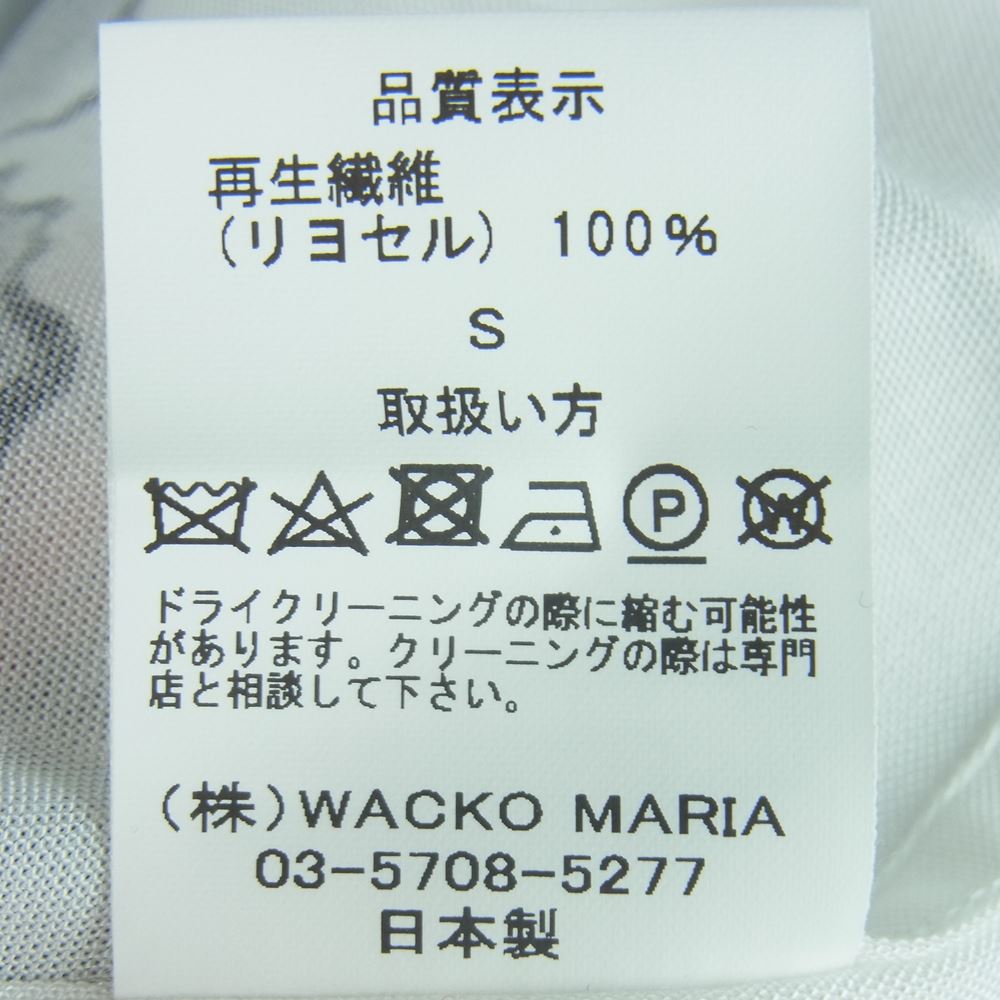 品質表示
再生繊維
(リヨセル) 100%
S
取扱い方
P W
ドライクリーニングの際に縮む可能性
があります。クリーニングの際は専門
店と相談して下さい。
(株)WACKO MARIA
03-5708-5277
日本製